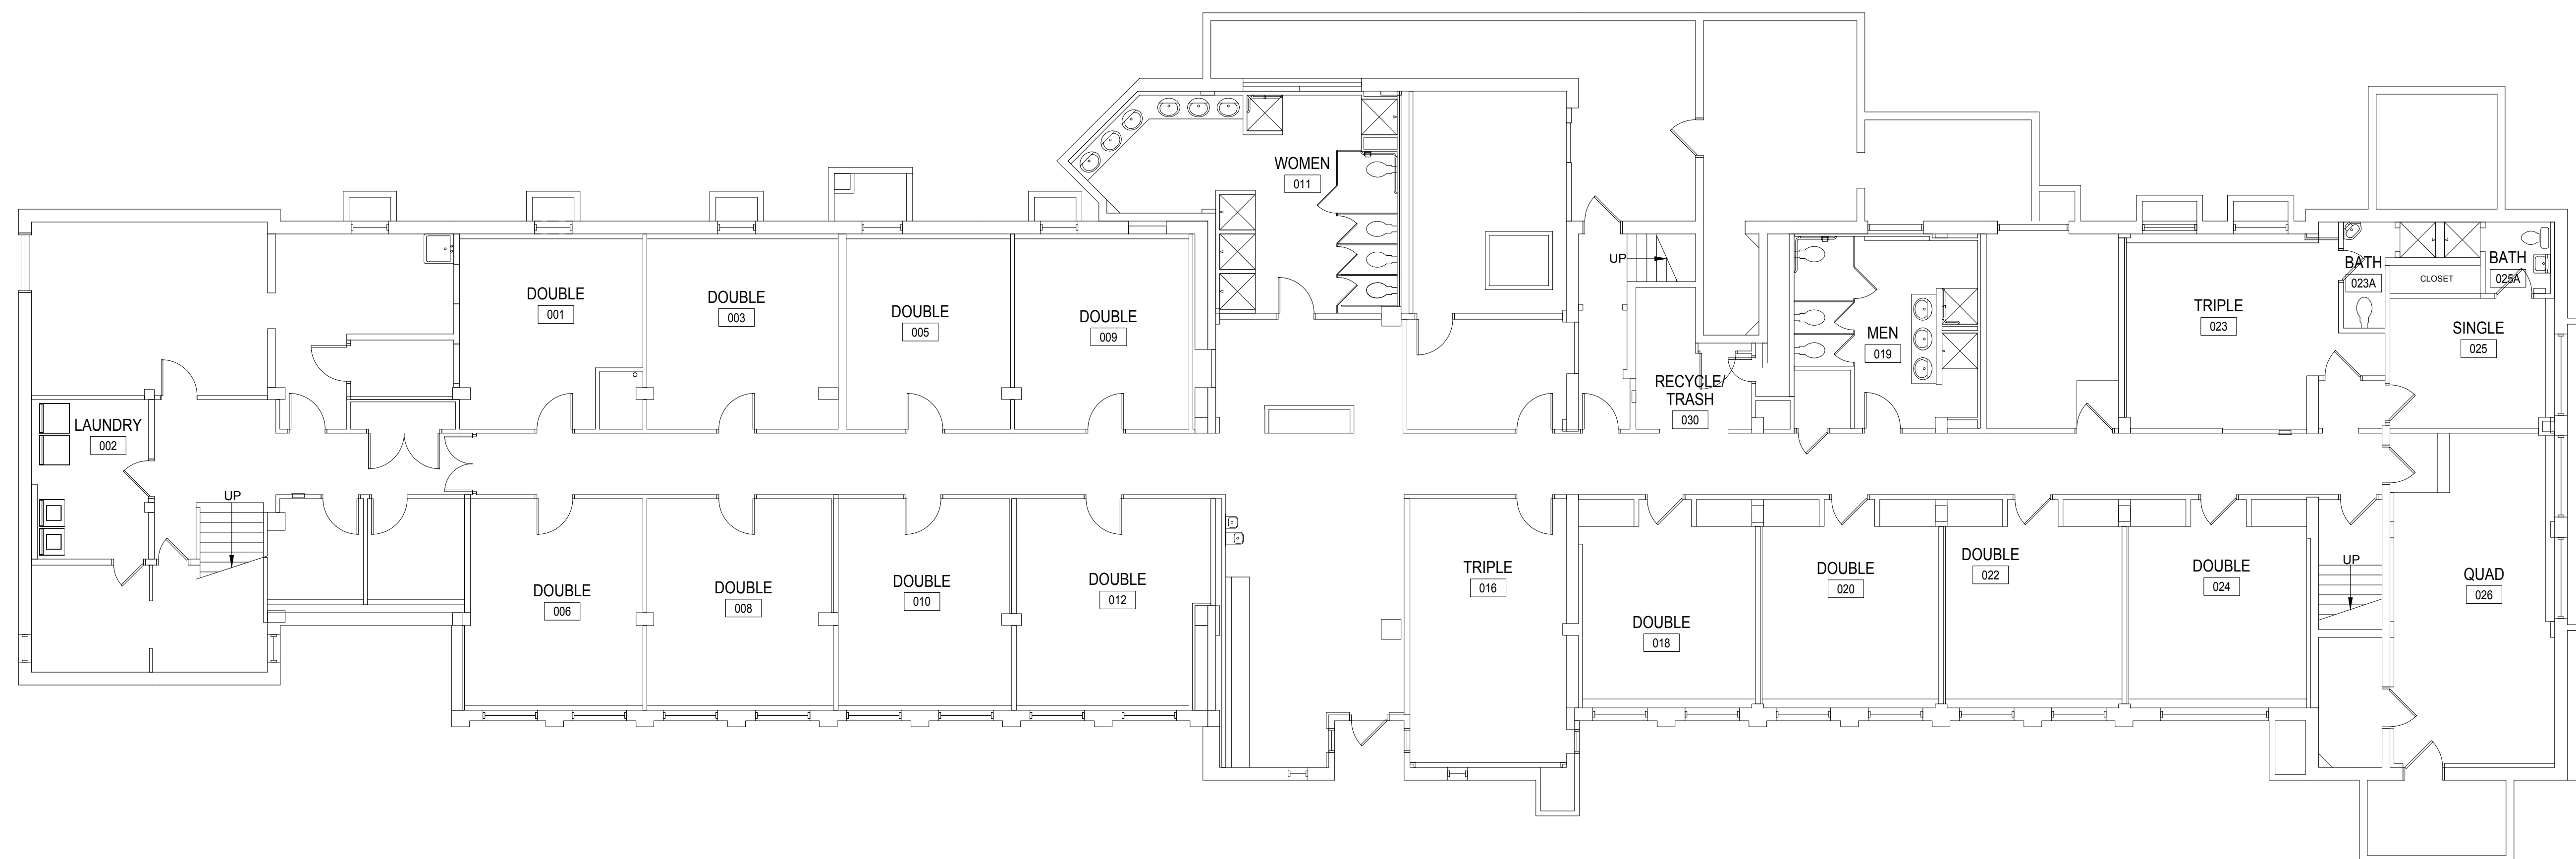 WOMEN
011
UP
BATH
023A
CLOSET
BATH
025A
DOUBLE
001
DOUBLE
003
DOUBLE
005
DOUBLE
009
MEN
019
TRIPLE
023
SINGLE
025
RECYCLE/
TRASH
030
LAUNDRY
002
UP
DOUBLE
006
DOUBLE
008
DOUBLE
010
DOUBLE
012
TRIPLE
016
DOUBLE
018
DOUBLE
020
DOUBLE
022
DOUBLE
024
UP
QUAD
026